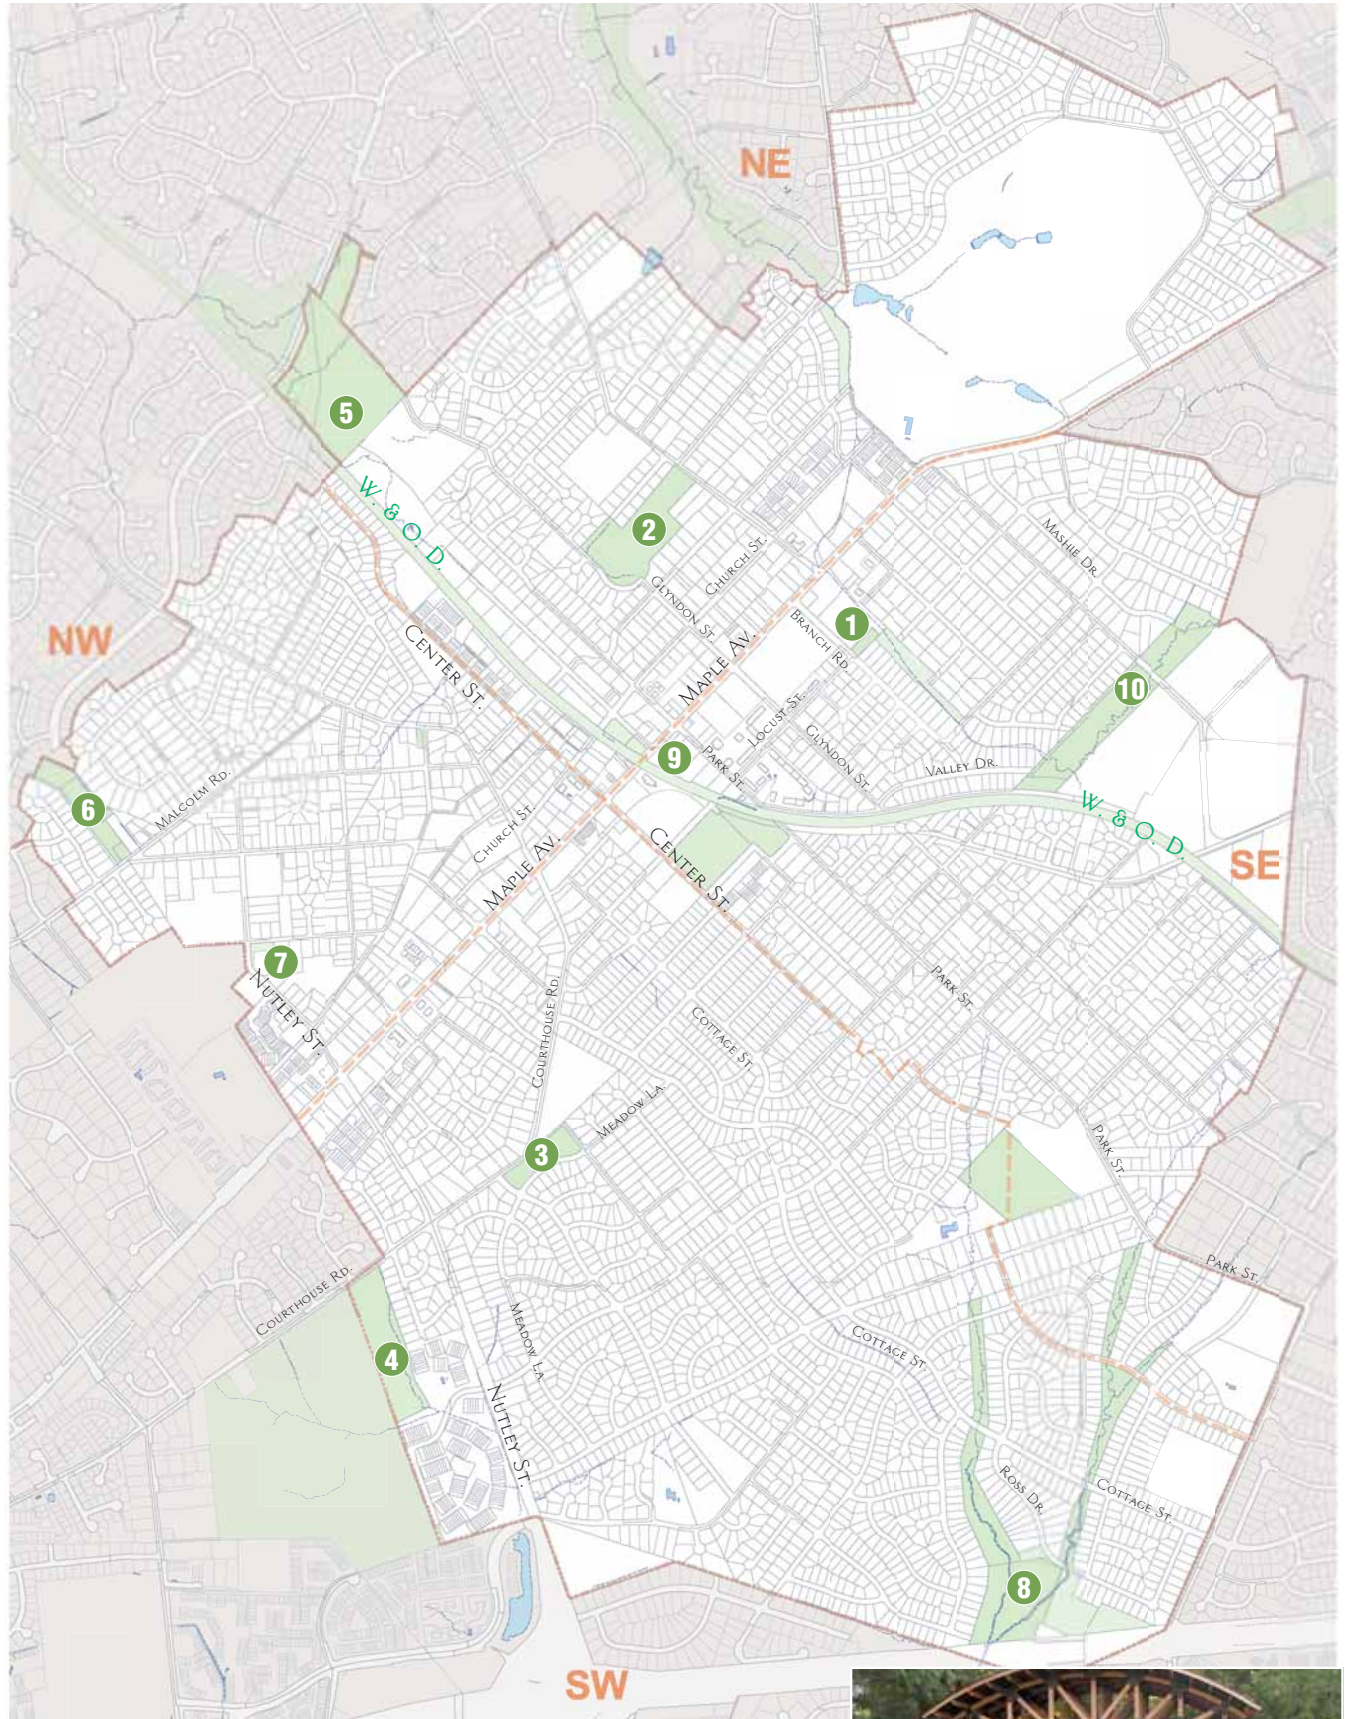 NE
5
W. & O. D.
2
CHURCH ST.
MASHIE DR.
GLYNDON ST.
1
BRANCH RD.
NW
CENTER ST.
MAPLE AV.
10
LOCUST ST.
9
PARK ST.
GLYNDON ST.
VALLEY DR.
6
MALCOLM RD.
W. & O. D.
CHURCH ST.
CENTER ST.
MAPLE AV.
SE
7
NUTLEY ST.
PARK ST.
COURTHOUSE RD.
COTTAGE ST.
MEADOW LA.
3
PARK ST.
PARK ST.
COURTHOUSE RD.
MEADOW LA.
4
COTTAGE ST.
NUTLEY ST.
ROSS DR.
COTTAGE ST.
8
SW